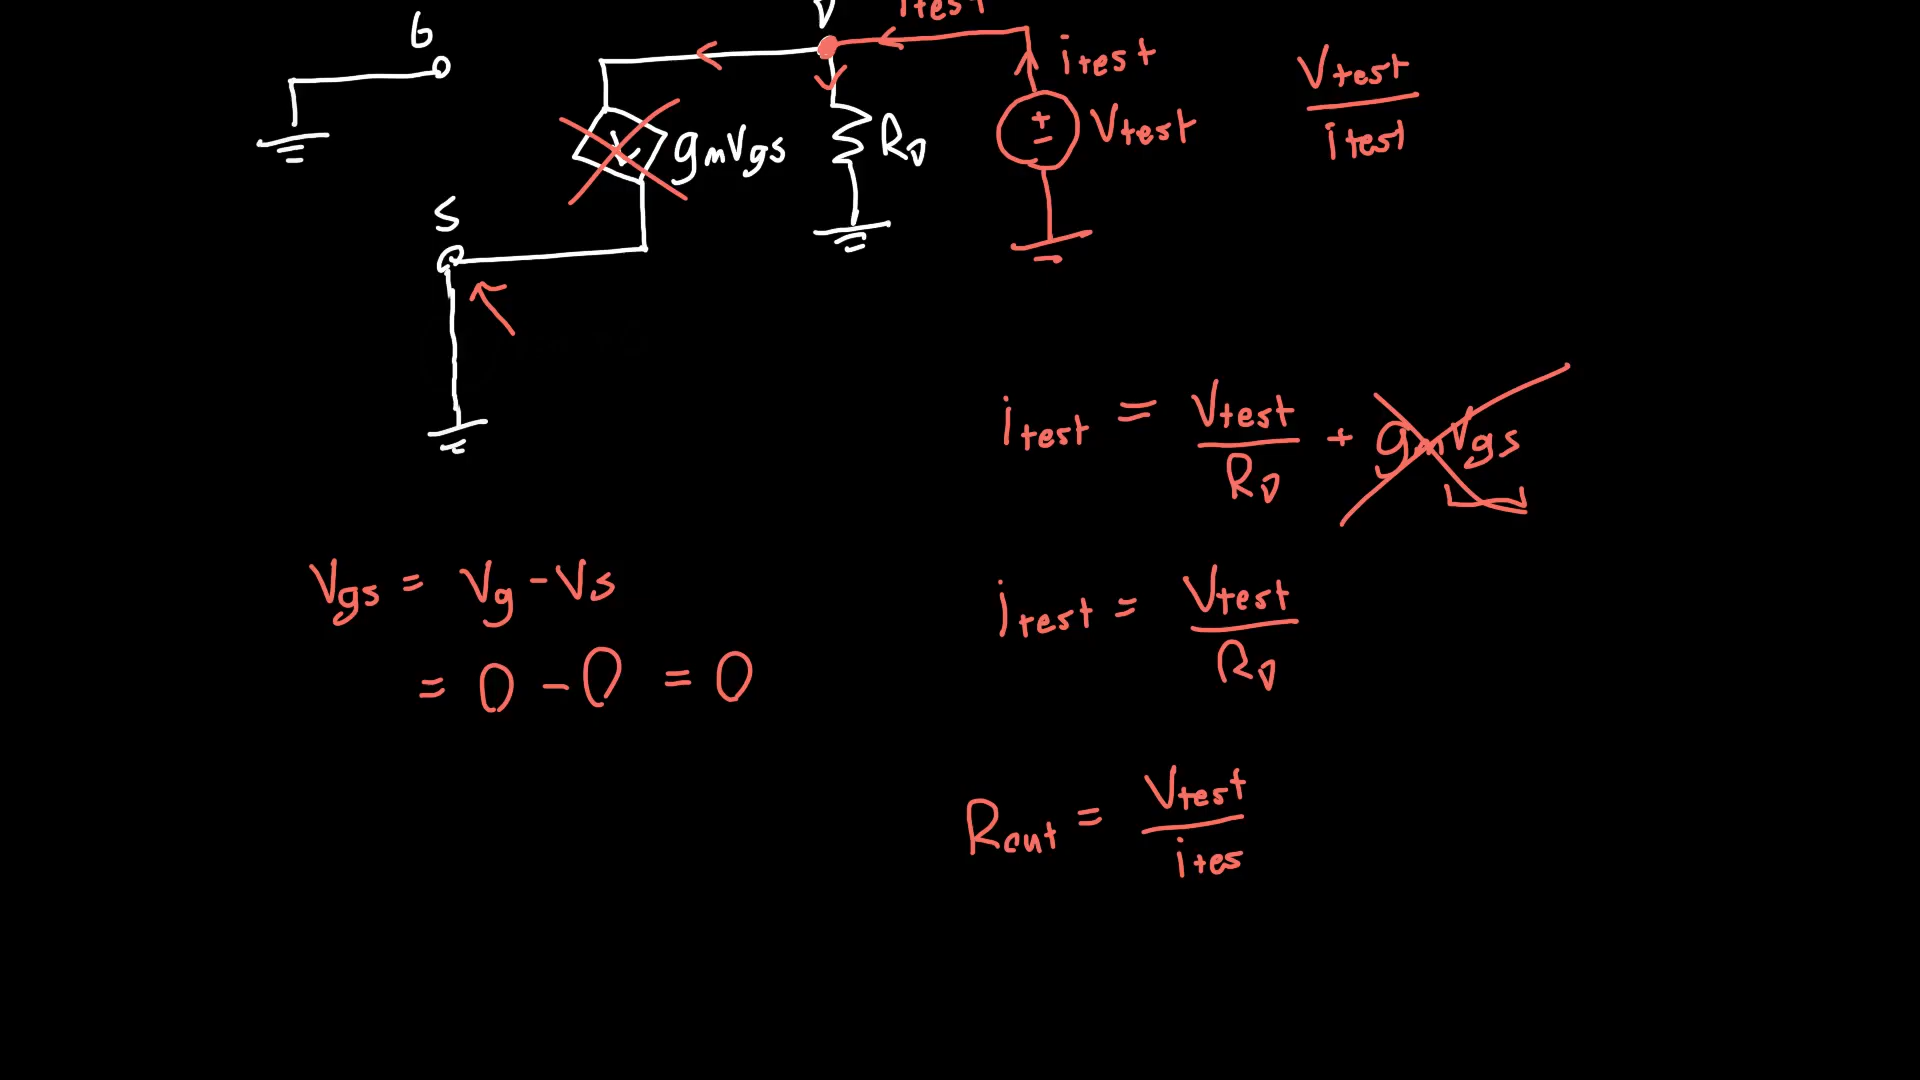 G
D
itest
itest
Vtest
itest
gmVgs
RD
+
-
Vtest
S
itest = Vtest / RD + gmVgs
Vgs = Vg - Vs
= 0 - 0 = 0
itest = Vtest / RD
Rout = Vtest / ites